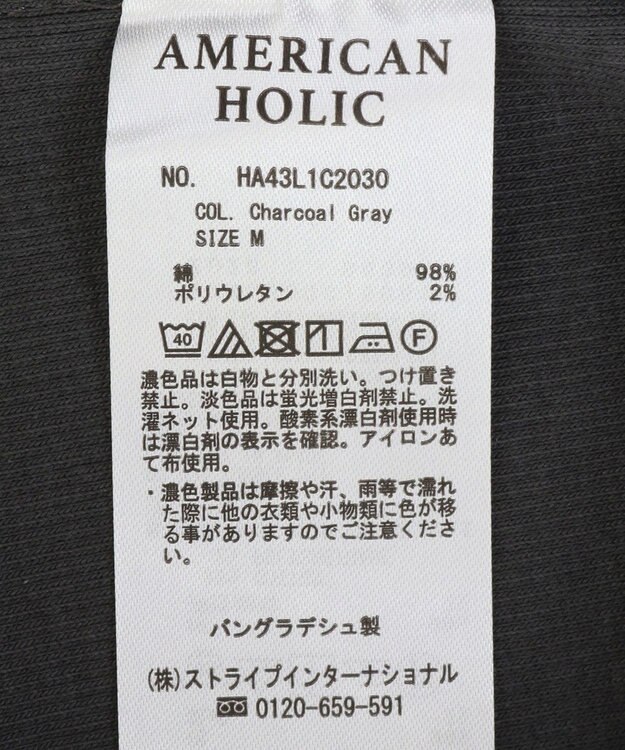 AMERICAN
HOLIC
NO. HA43L1C2030
COL. Charcoal Gray
SIZE M
綿 98%
ポリウレタン 2%
40 F
濃色品は白物と分別洗い。つけ置き
禁止。淡色品は蛍光増白剤禁止。洗
濯ネット使用。酸素系漂白剤使用時
は漂白剤の表示を確認。アイロンあ
て布使用。
・濃色製品は摩擦や汗、雨等で濡れ
た際に他の衣類や小物類に色が移
る事がありますのでご注意くださ
い。
バングラデシュ製
(株)ストライプインターナショナル
0120-659-591